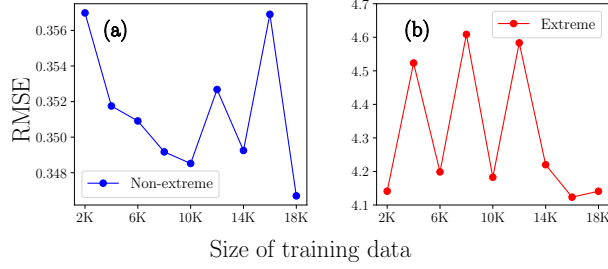 (a)
0.356
0.354
0.352
0.350
0.348
RMSE
Non-extreme
2K 6K 10K 14K 18K
(b)
Extreme
4.7
4.6
4.5
4.4
4.3
4.2
4.1
2K 6K 10K 14K 18K
Size of training data